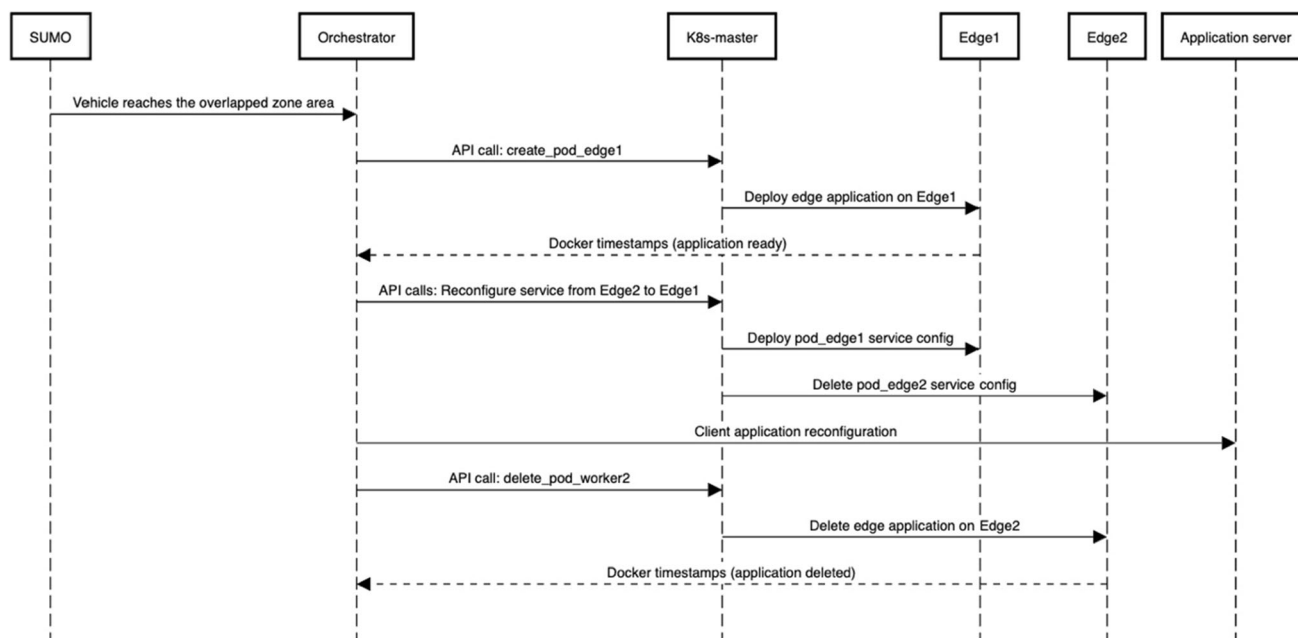 SUMO
Orchestrator
K8s-master
Edge1
Edge2
Application server
Vehicle reaches the overlapped zone area
API call: create_pod_edge1
Deploy edge application on Edge1
Docker timestamps (application ready)
API calls: Reconfigure service from Edge2 to Edge1
Deploy pod_edge1 service config
Delete pod_edge2 service config
Client application reconfiguration
API call: delete_pod_worker2
Delete edge application on Edge2
Docker timestamps (application deleted)